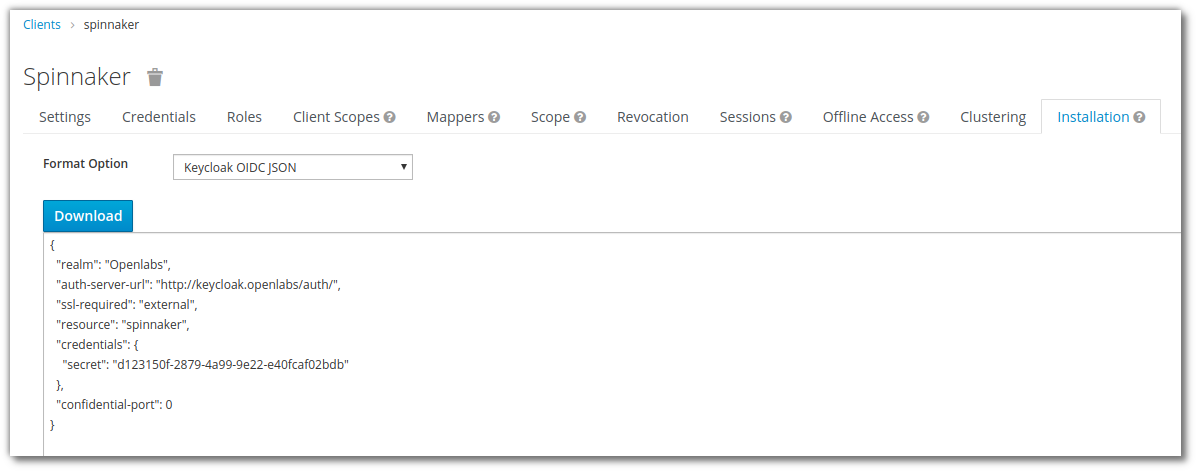 Clients > spinnaker
Spinnaker
Settings Credentials Roles Client Scopes ? Mappers ? Scope ? Revocation Sessions ? Offline Access ? Clustering Installation ?
Format Option Keycloak OIDC JSON
Download
{
"realm": "Openlabs",
"auth-server-url": "http://keycloak.openlabs/auth/",
"ssl-required": "external",
"resource": "spinnaker",
"credentials": {
"secret": "d123150f-2879-4a99-9e22-e40fcaf02bdb"
},
"confidential-port": 0
}